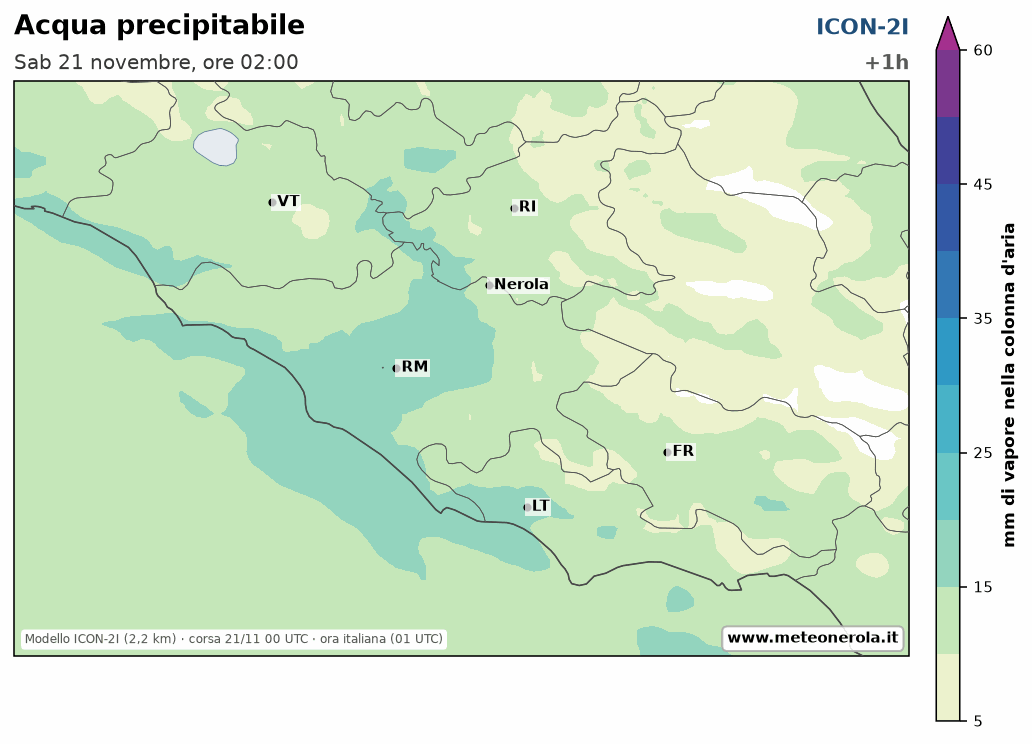 Acqua precipitabile
ICON-2I
Sab 21 novembre, ore 02:00
+1h
60
45
35
25
15
5
mm di vapore nella colonna d'aria
VT
RI
Nerola
RM
FR
LT
Modello ICON-2I (2,2 km) · corsa 21/11 00 UTC · ora italiana (01 UTC)
www.meteonerola.it